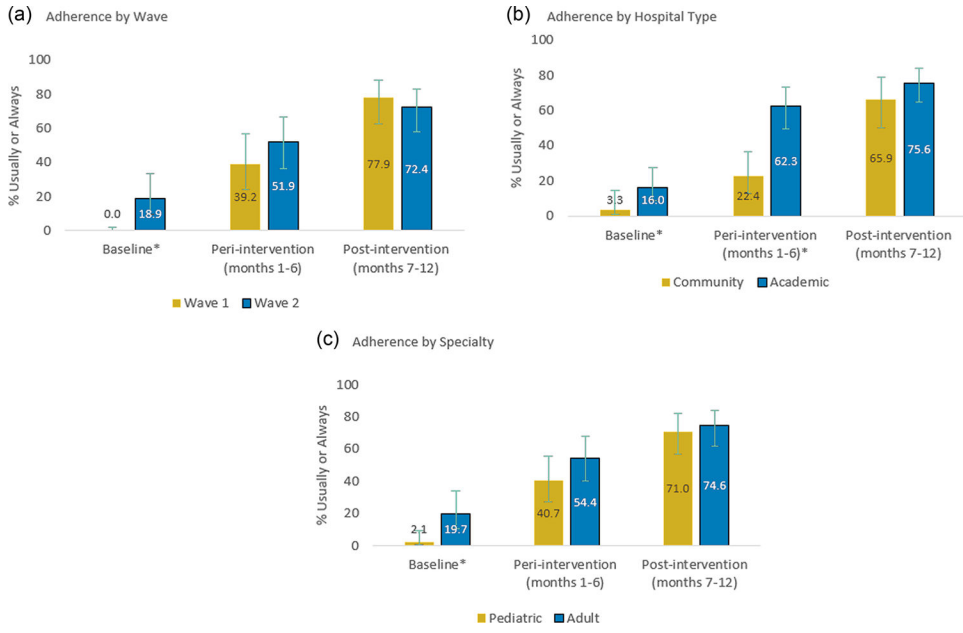 (a) Adherence by Wave
% Usually or Always
100
80
60
40
20
0
0.0
18.9
39.2
51.9
77.9
72.4
Baseline* Peri-intervention Post-intervention
(months 1-6) (months 7-12)
Wave 1 Wave 2
(b) Adherence by Hospital Type
% Usually or Always
100
80
60
40
20
0
3.3
16.0
22.4
62.3
65.9
75.6
Baseline* Peri-intervention Post-intervention
(months 1-6)* (months 7-12)
Community Academic
(c) Adherence by Specialty
% Usually or Always
100
80
60
40
20
0
2.1
19.7
40.7
54.4
71.0
74.6
Baseline* Peri-intervention Post-intervention
(months 1-6) (months 7-12)
Pediatric Adult